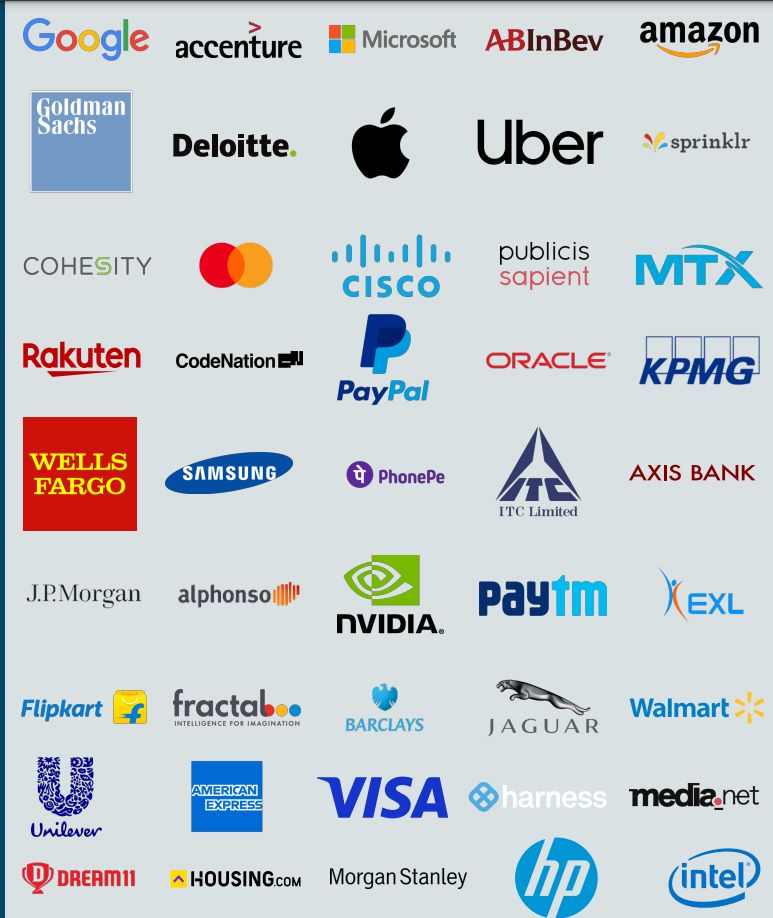 Google
accenture
Microsoft
ABInBev
amazon
Goldman
Sachs
Deloitte.
Uber
sprinklr
COHESITY
CISCO
publicis
sapient
MTX
Rakuten
CodeNation
PayPal
ORACLE
KPMG
WELLS
FARGO
SAMSUNG
पे PhonePe
ITC
ITC Limited
AXIS BANK
J.P.Morgan
alphonso
NVIDIA.
paytm
EXL
Flipkart
fractal
INTELLIGENCE FOR IMAGINATION
BARCLAYS
JAGUAR
Walmart
Unilever
AMERICAN
EXPRESS
VISA
harness
media.net
DREAM11
HOUSING.COM
Morgan Stanley
hp
intel